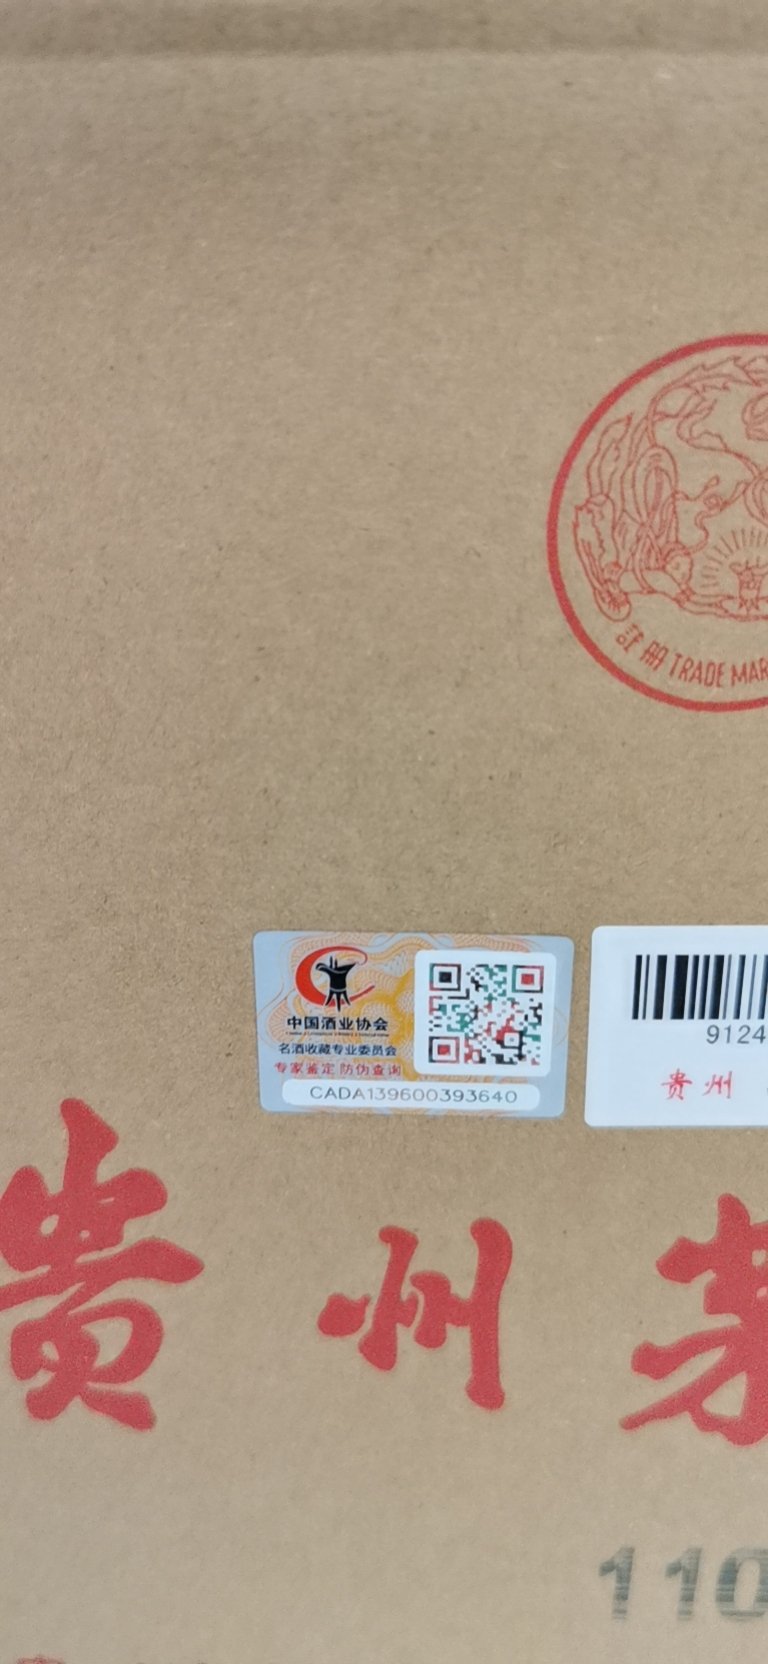 註册 TRADE MAR
中国酒业协会
名酒收藏专业委员会
专家鉴定 防伪查询
CADA139600393640
9124
贵州
贵州茅
110